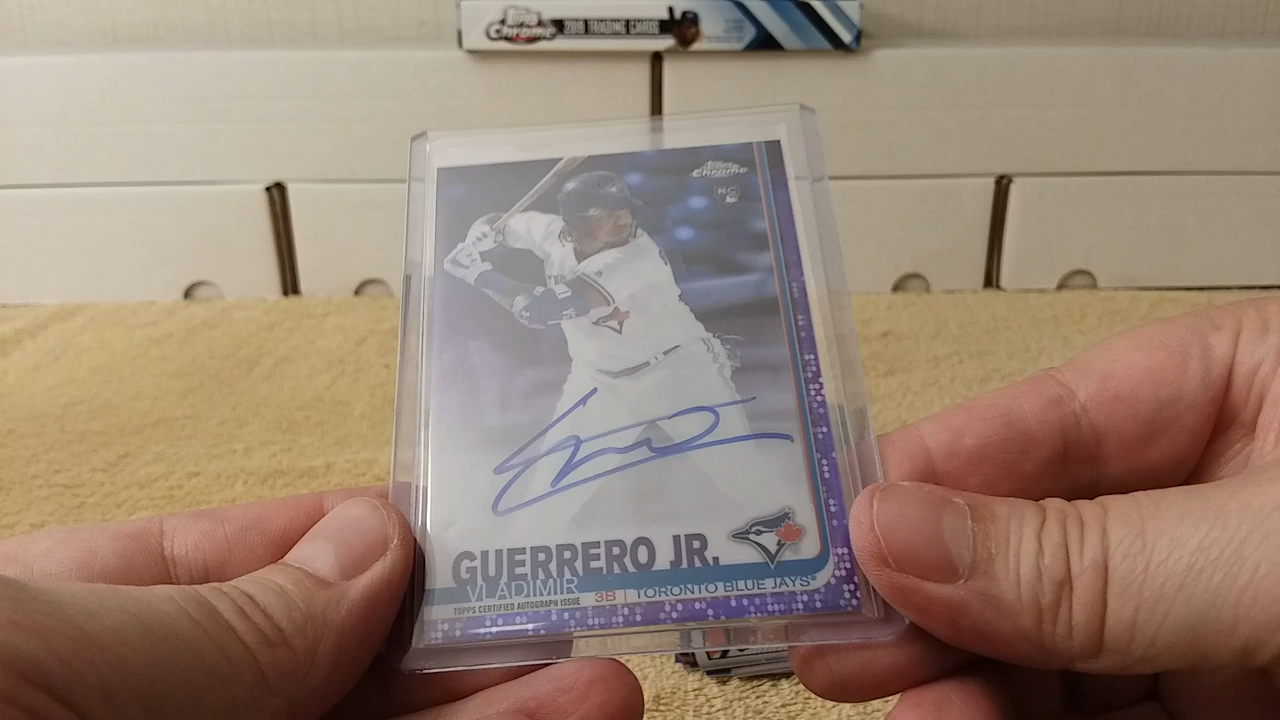 Topps
Chrome
2019 TRADING CARDS
Topps
Chrome
RC
GUERRERO JR.
VLADIMIR
3B | TORONTO BLUE JAYS
TOPPS CERTIFIED AUTOGRAPH ISSUE